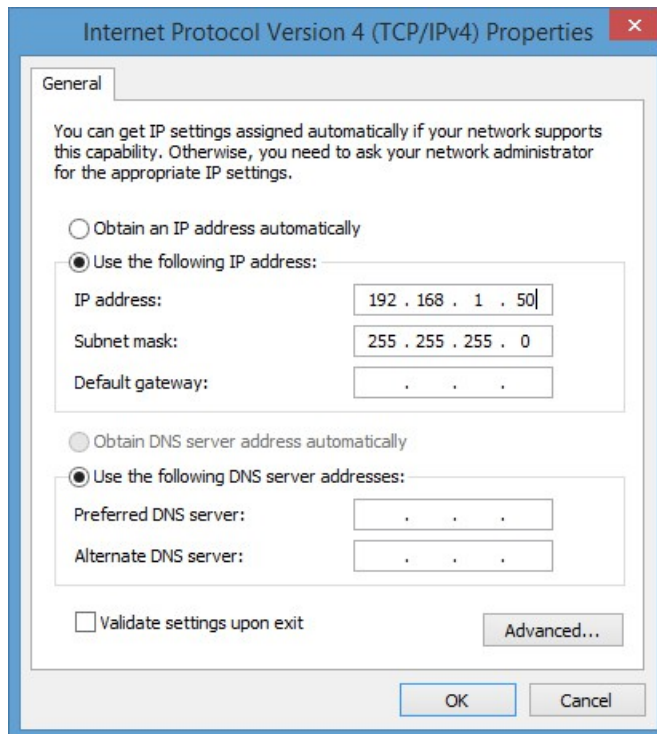 Internet Protocol Version 4 (TCP/IPv4) Properties
General
You can get IP settings assigned automatically if your network supports
this capability. Otherwise, you need to ask your network administrator
for the appropriate IP settings.
Obtain an IP address automatically
Use the following IP address:
IP address: 192 . 168 . 1 . 50
Subnet mask: 255 . 255 . 255 . 0
Default gateway: . . .
Obtain DNS server address automatically
Use the following DNS server addresses:
Preferred DNS server: . . .
Alternate DNS server: . . .
Validate settings upon exit
Advanced...
OK Cancel